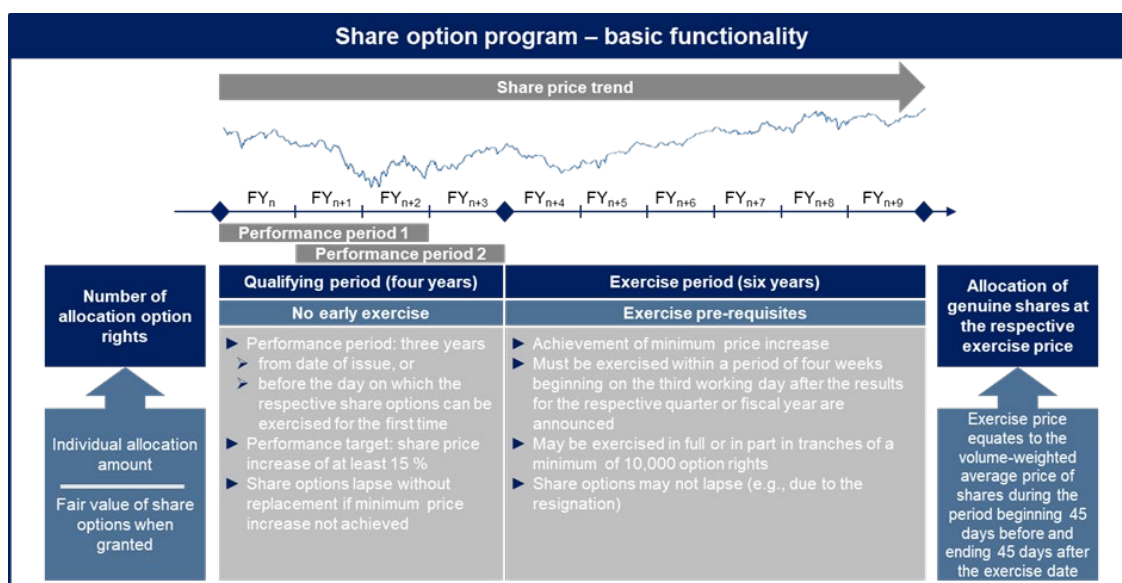 Share option program – basic functionality
Share price trend
FYn
FYn+1
FYn+2
FYn+3
FYn+4
FYn+5
FYn+6
FYn+7
FYn+8
FYn+9
Performance period 1
Performance period 2
Number of
allocation option
rights
Individual allocation
amount
Fair value of share
options when
granted
Qualifying period (four years)
No early exercise
► Performance period: three years
➢ from date of issue, or
➢ before the day on which the
respective share options can be
exercised for the first time
► Performance target: share price
increase of at least 15 %
► Share options lapse without
replacement if minimum price
increase not achieved
Exercise period (six years)
Exercise pre-requisites
► Achievement of minimum price increase
► Must be exercised within a period of four weeks
beginning on the third working day after the results
for the respective quarter or fiscal year are
announced
► May be exercised in full or in part in tranches of a
minimum of 10,000 option rights
► Share options may not lapse (e.g., due to the
resignation)
Allocation of
genuine shares at
the respective
exercise price
Exercise price
equates to the
volume-weighted
average price of
shares during the
period beginning 45
days before and
ending 45 days after
the exercise date